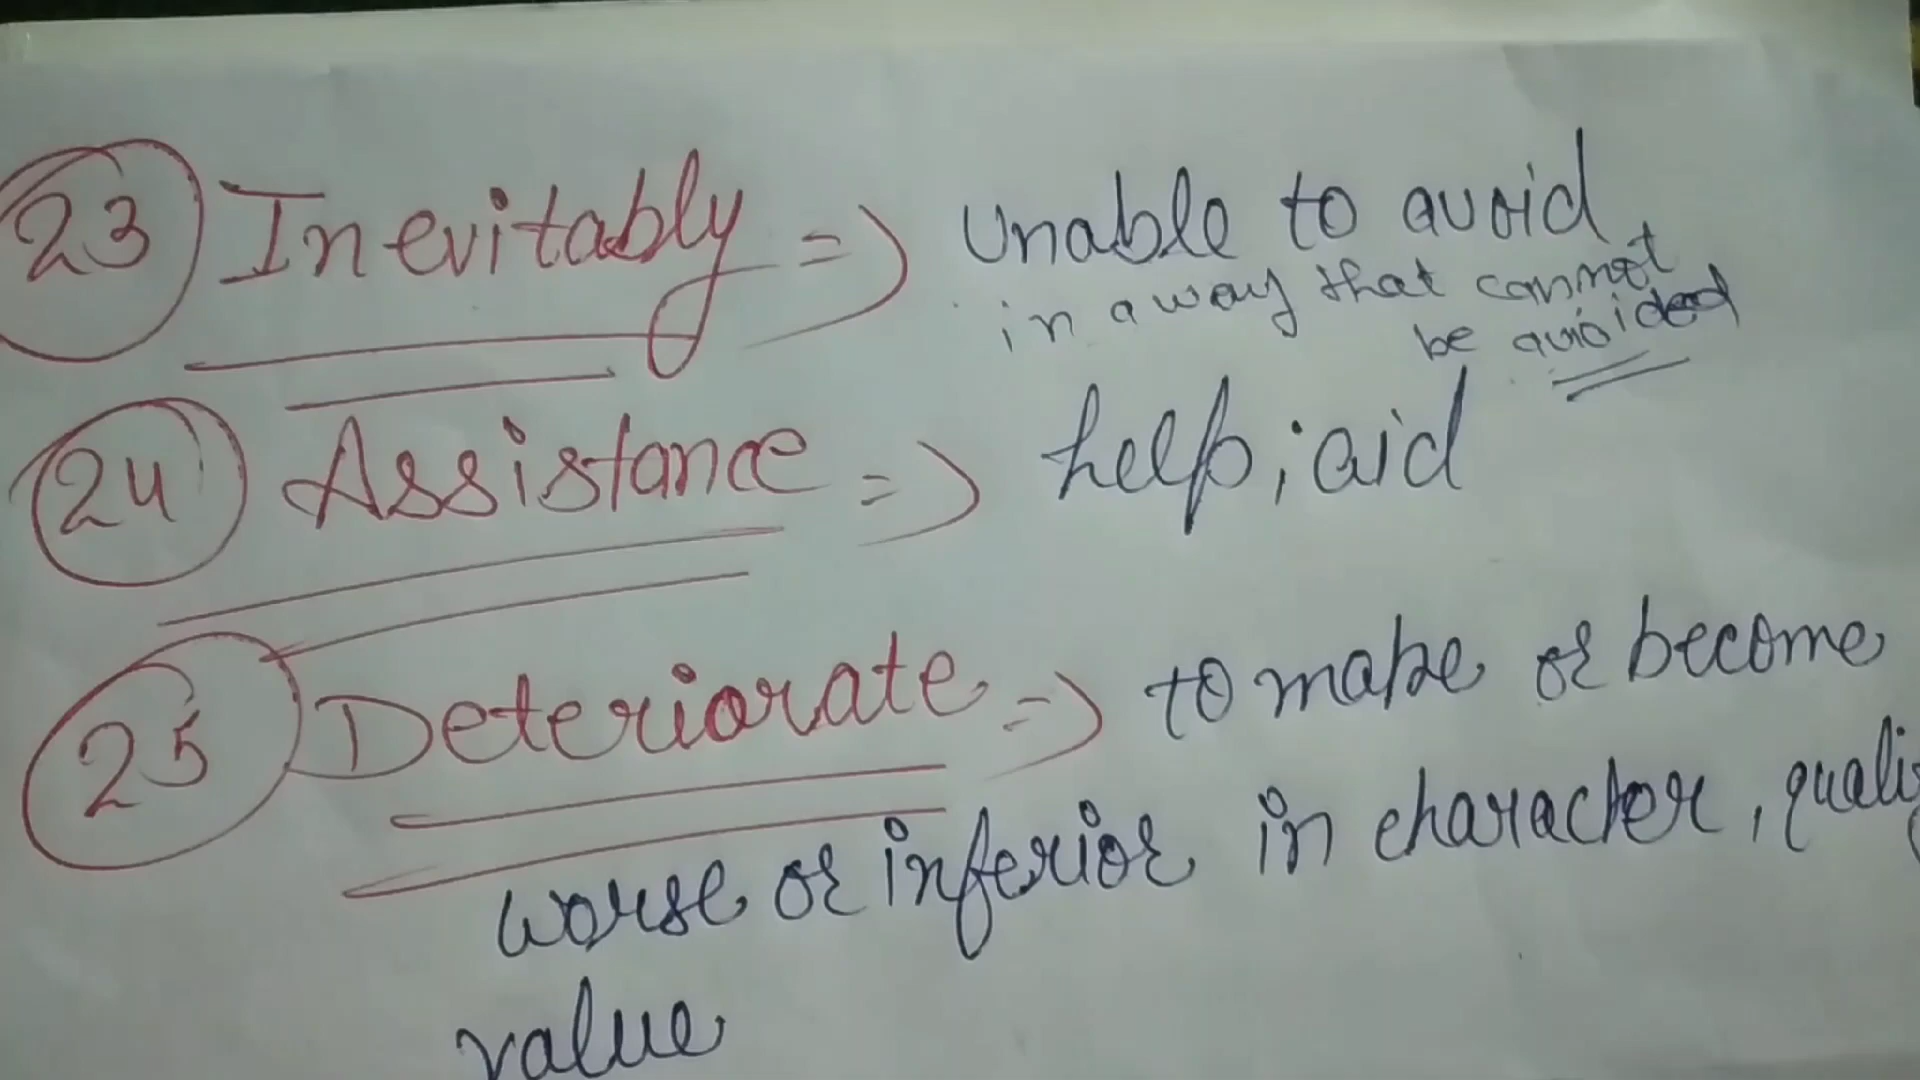 23 Inevitably => unable to avoid
in a way that cannot
be avoided
24 Assistance => help; aid
25 Deteriorate => to make or become
worse or inferior in character,
value